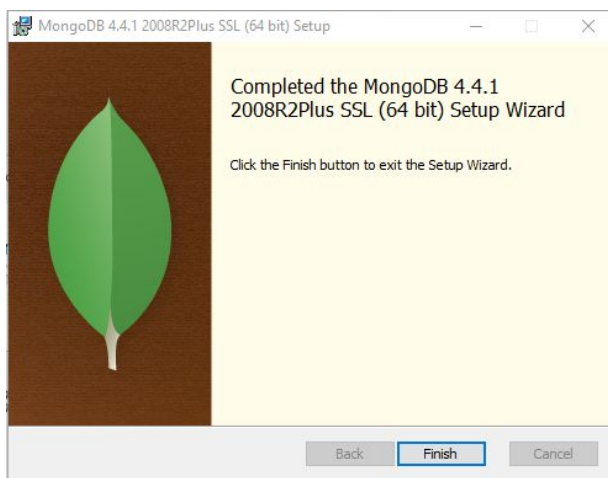 MongoDB 4.4.1 2008R2Plus SSL (64 bit) Setup
Completed the MongoDB 4.4.1
2008R2Plus SSL (64 bit) Setup Wizard
Click the Finish button to exit the Setup Wizard.
Back
Finish
Cancel